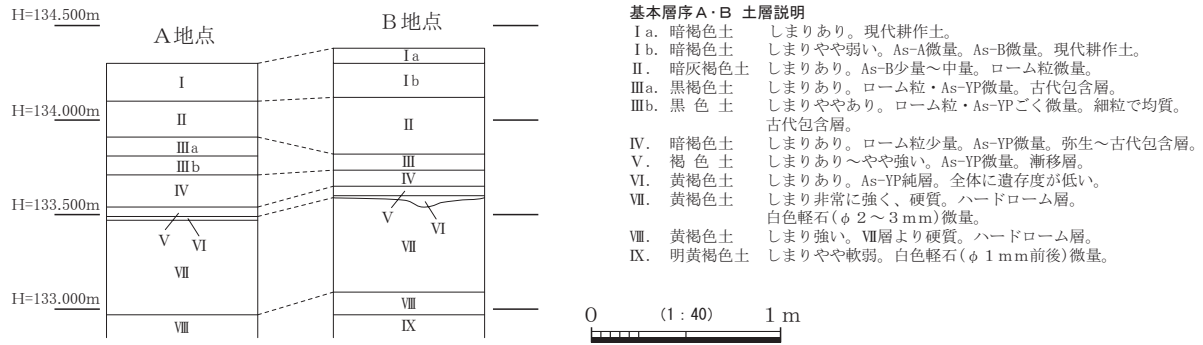 H=134.500m
H=134.000m
H=133.500m
H=133.000m
A地点
Ⅰ
Ⅱ
Ⅲa
Ⅲb
Ⅳ
Ⅴ
Ⅵ
Ⅶ
Ⅷ
B地点
Ⅰa
Ⅰb
Ⅱ
Ⅲ
Ⅳ
Ⅴ
Ⅵ
Ⅶ
Ⅷ
Ⅸ
基本層序A・B 土層説明
Ⅰa. 暗褐色土 しまりあり。現代耕作土。
Ⅰb. 暗褐色土 しまりやや弱い。As-A微量。As-B微量。現代耕作土。
Ⅱ. 暗灰褐色土 しまりあり。As-B少量～中量。ローム粒微量。
Ⅲa. 黒褐色土 しまりあり。ローム粒・As-YP微量。古代包含層。
Ⅲb. 黒 色 土 しまりややあり。ローム粒・As-YPごく微量。細粒で均質。
古代包含層。
Ⅳ. 暗褐色土 しまりあり。ローム粒少量。As-YP微量。弥生～古代包含層。
Ⅴ. 褐 色 土 しまりあり～やや強い。As-YP微量。漸移層。
Ⅵ. 黄褐色土 しまりあり。As-YP純層。全体に遺存度が低い。
Ⅶ. 黄褐色土 しまり非常に強く、硬質。ハードローム層。
白色軽石(φ2～3mm)微量。
Ⅷ. 黄褐色土 しまり強い。Ⅶ層より硬質。ハードローム層。
Ⅸ. 明黄褐色土 しまりやや軟弱。白色軽石(φ1mm前後)微量。
0 (1：40) 1 m